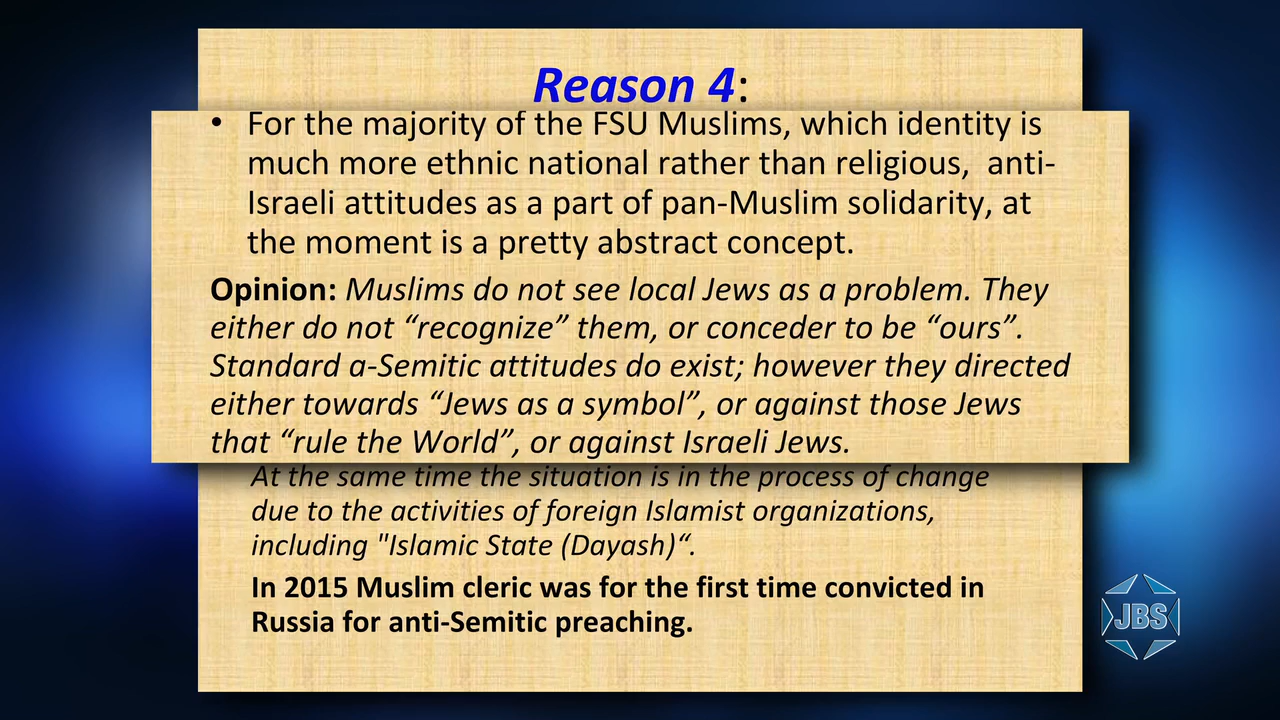 Reason 4:
• For the majority of the FSU Muslims, which identity is
much more ethnic national rather than religious,  anti-
Israeli attitudes as a part of pan-Muslim solidarity, at
the moment is a pretty abstract concept.
Opinion: Muslims do not see local Jews as a problem. They
either do not “recognize” them, or conceder to be “ours”.
Standard a-Semitic attitudes do exist; however they directed
either towards “Jews as a symbol”, or against those Jews
that “rule the World”, or against Israeli Jews.
At the same time the situation is in the process of change
due to the activities of foreign Islamist organizations,
including "Islamic State (Dayash)“.
In 2015 Muslim cleric was for the first time convicted in
Russia for anti-Semitic preaching.
JBS